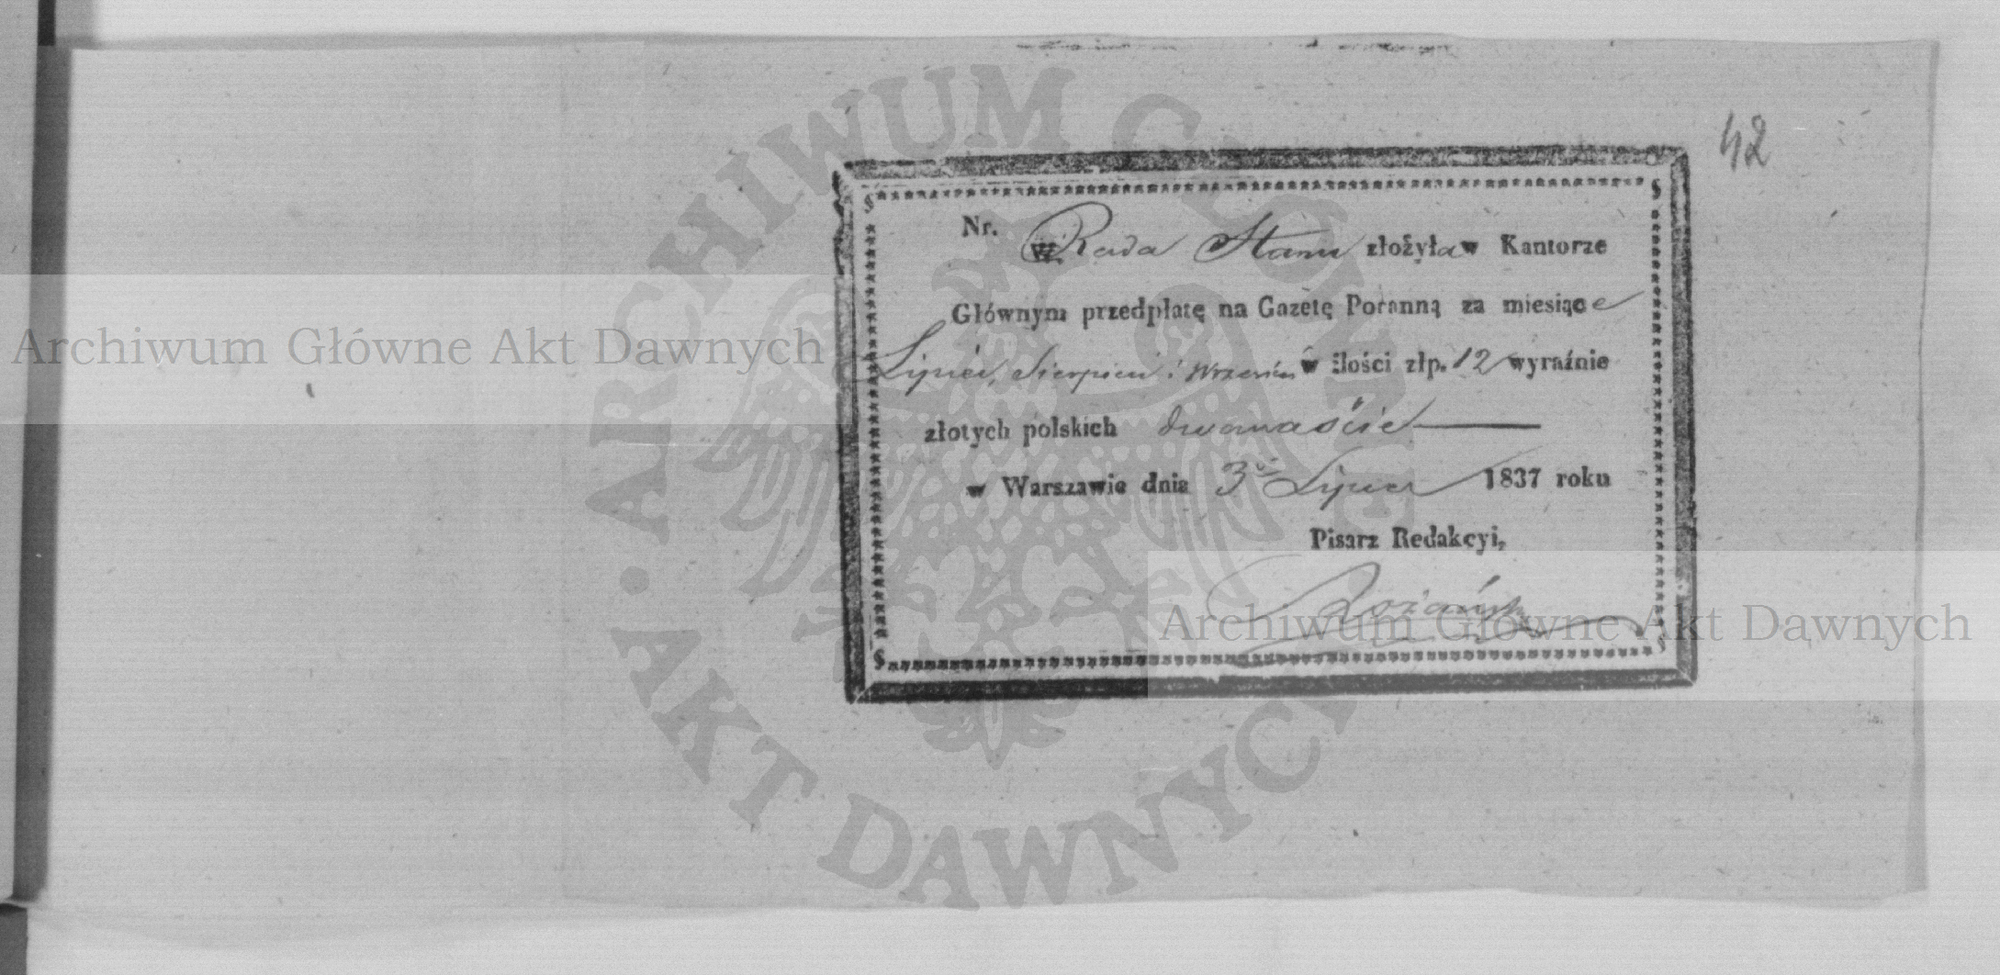 42
Nr.
W. Rada Stanu złożyła w Kantorze
Głównym przedpłatę na Gazetę Poranną za miesiące
Lipiec, Sierpień i Wrzesień w ilości złp. 12 wyraźnie
złotych polskich dwanaście
w Warszawie dnia 3º Lipca 1837 roku
Pisarz Redakcyi,
ARCHIWUM GŁÓWNE
AKT DAWNYCH
Archiwum Główne Akt Dawnych
Archiwum Główne Akt Dawnych